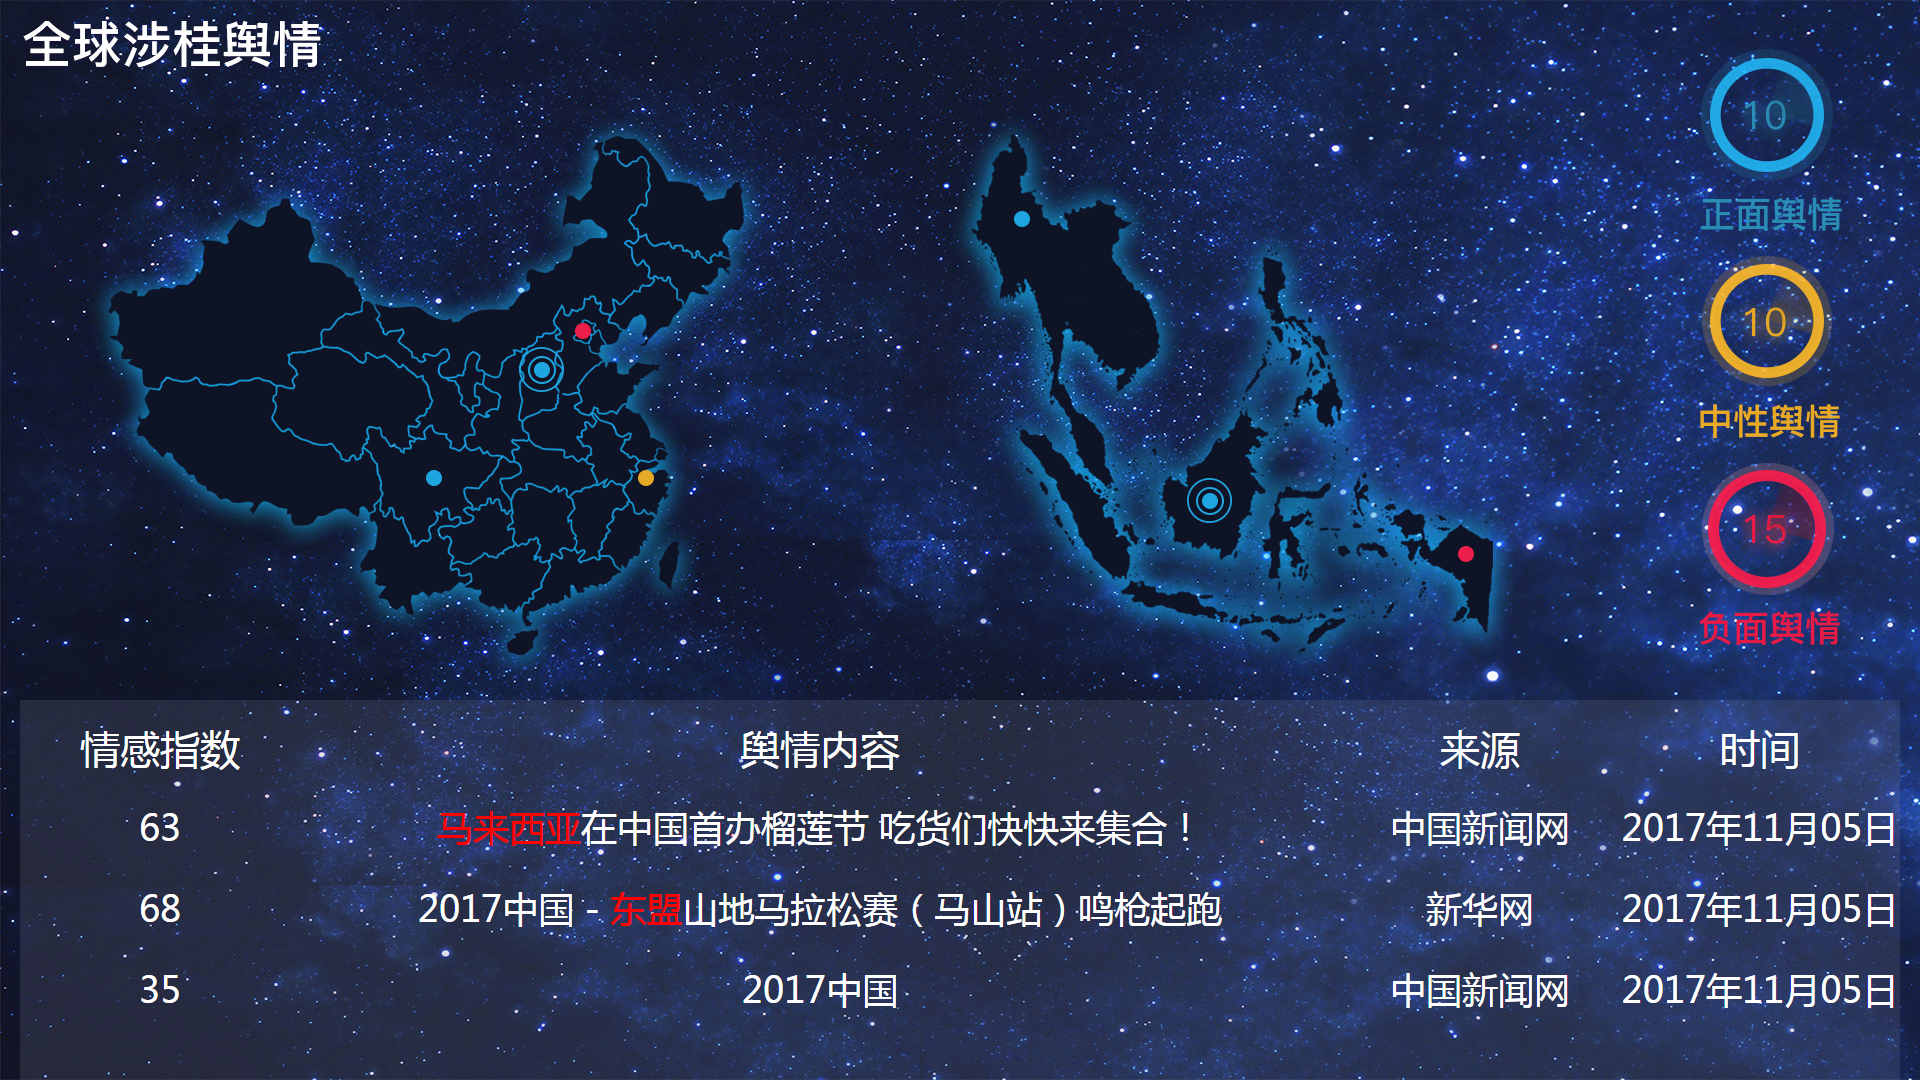 全球涉桂舆情
10
正面舆情
10
中性舆情
15
负面舆情
情感指数 舆情内容 来源 时间
63 马来西亚在中国首办榴莲节 吃货们快快来集合！ 中国新闻网 2017年11月05日
68 2017中国－东盟山地马拉松赛（马山站）鸣枪起跑 新华网 2017年11月05日
35 2017中国 中国新闻网 2017年11月05日